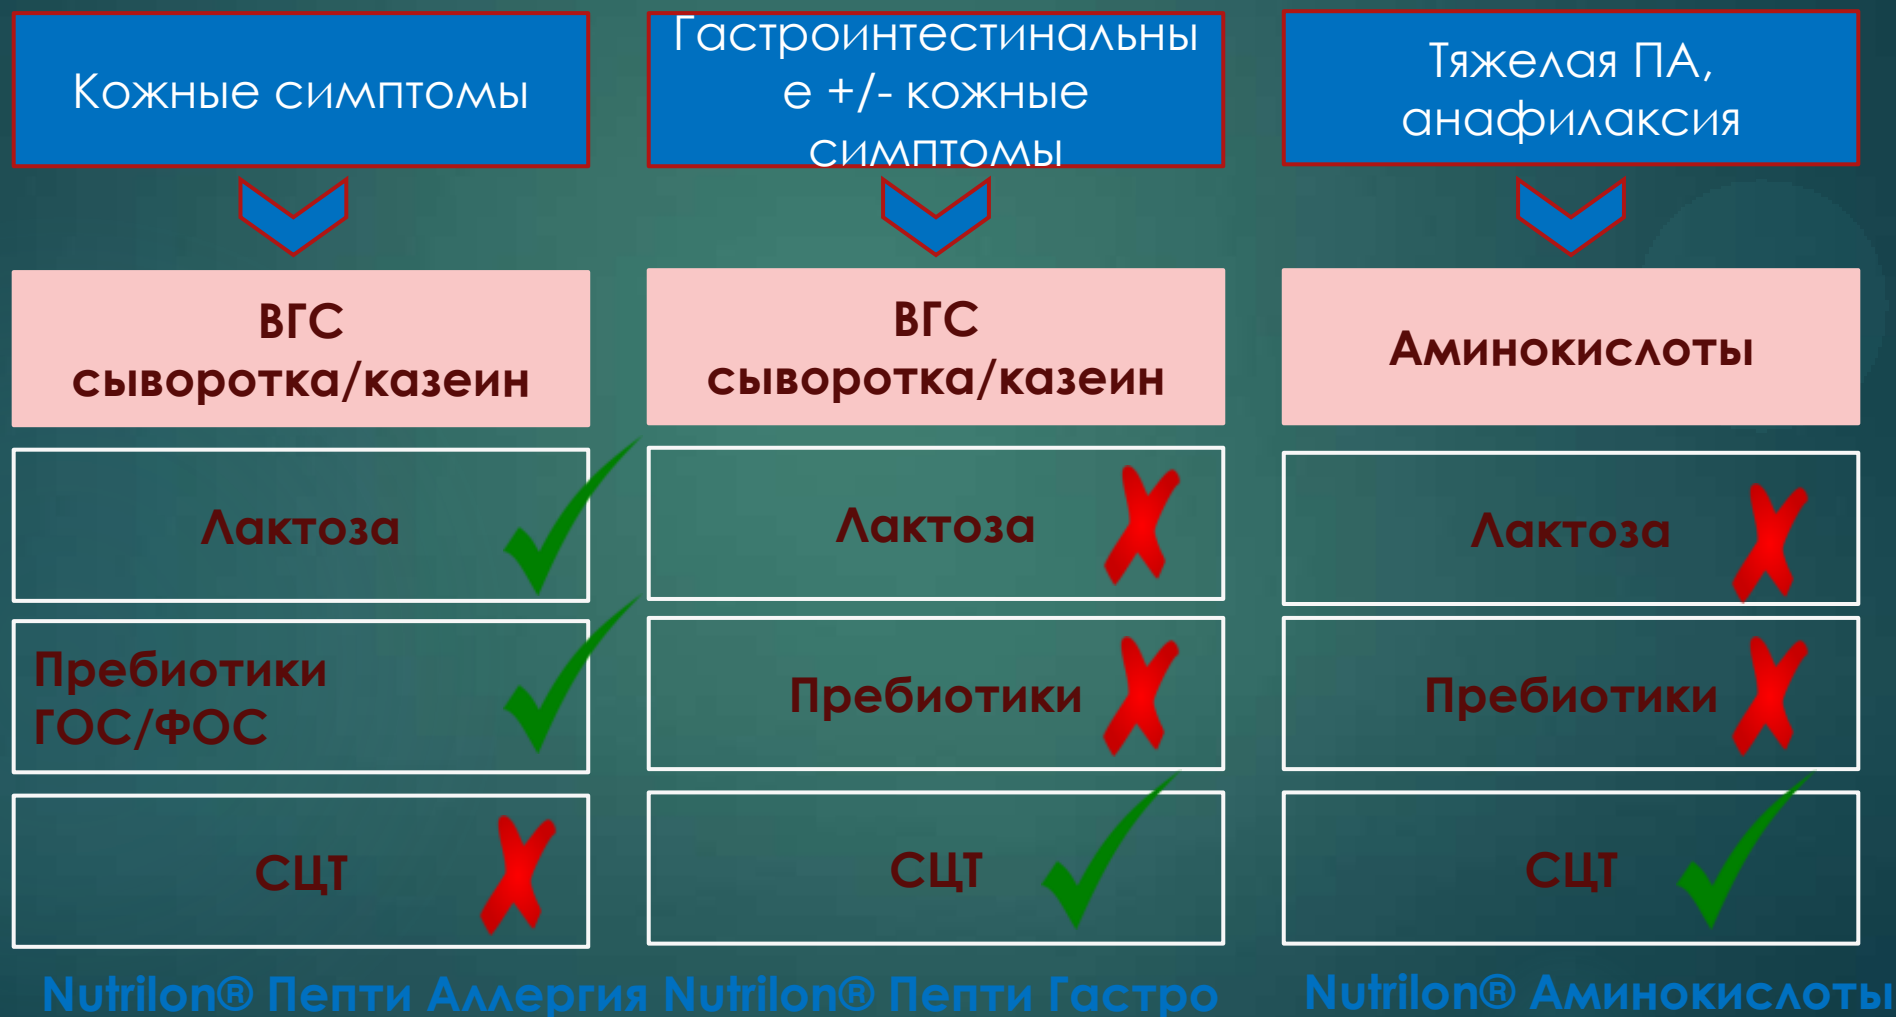 Кожные симптомы
Гастроинтестинальны
е +/- кожные
симптомы
Тяжелая ПА,
анафилаксия
ВГС
сыворотка/казеин
ВГС
сыворотка/казеин
Аминокислоты
Лактоза
Лактоза
Лактоза
Пребиотики
ГОС/ФОС
Пребиотики
Пребиотики
СЦТ
СЦТ
СЦТ
Nutrilon® Пепти Аллергия
Nutrilon® Пепти Гастро
Nutrilon® Аминокислоты